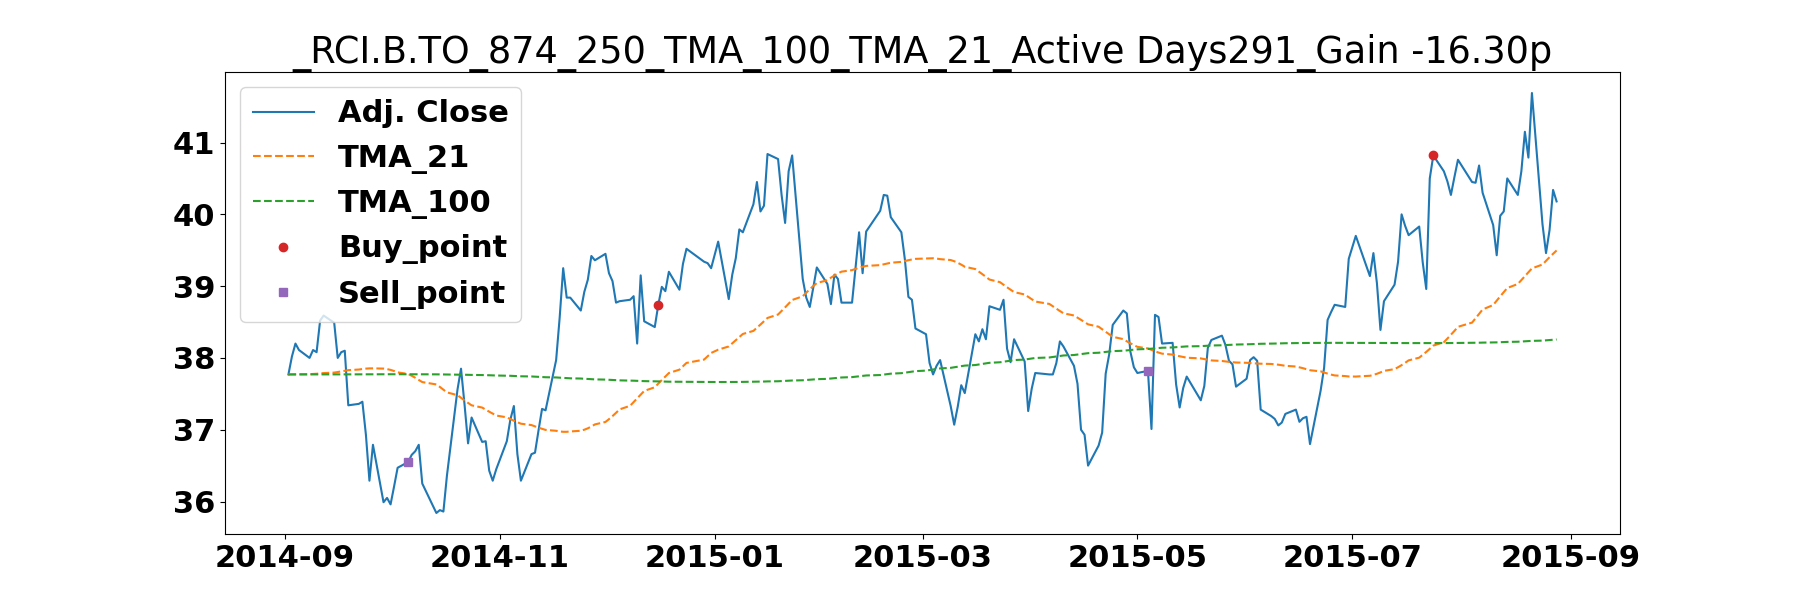 _RCI.B.TO_874_250_TMA_100_TMA_21_Active Days291_Gain -16.30p
Adj. Close
TMA_21
TMA_100
Buy_point
Sell_point
41
40
39
38
37
36
2014-09 2014-11 2015-01 2015-03 2015-05 2015-07 2015-09